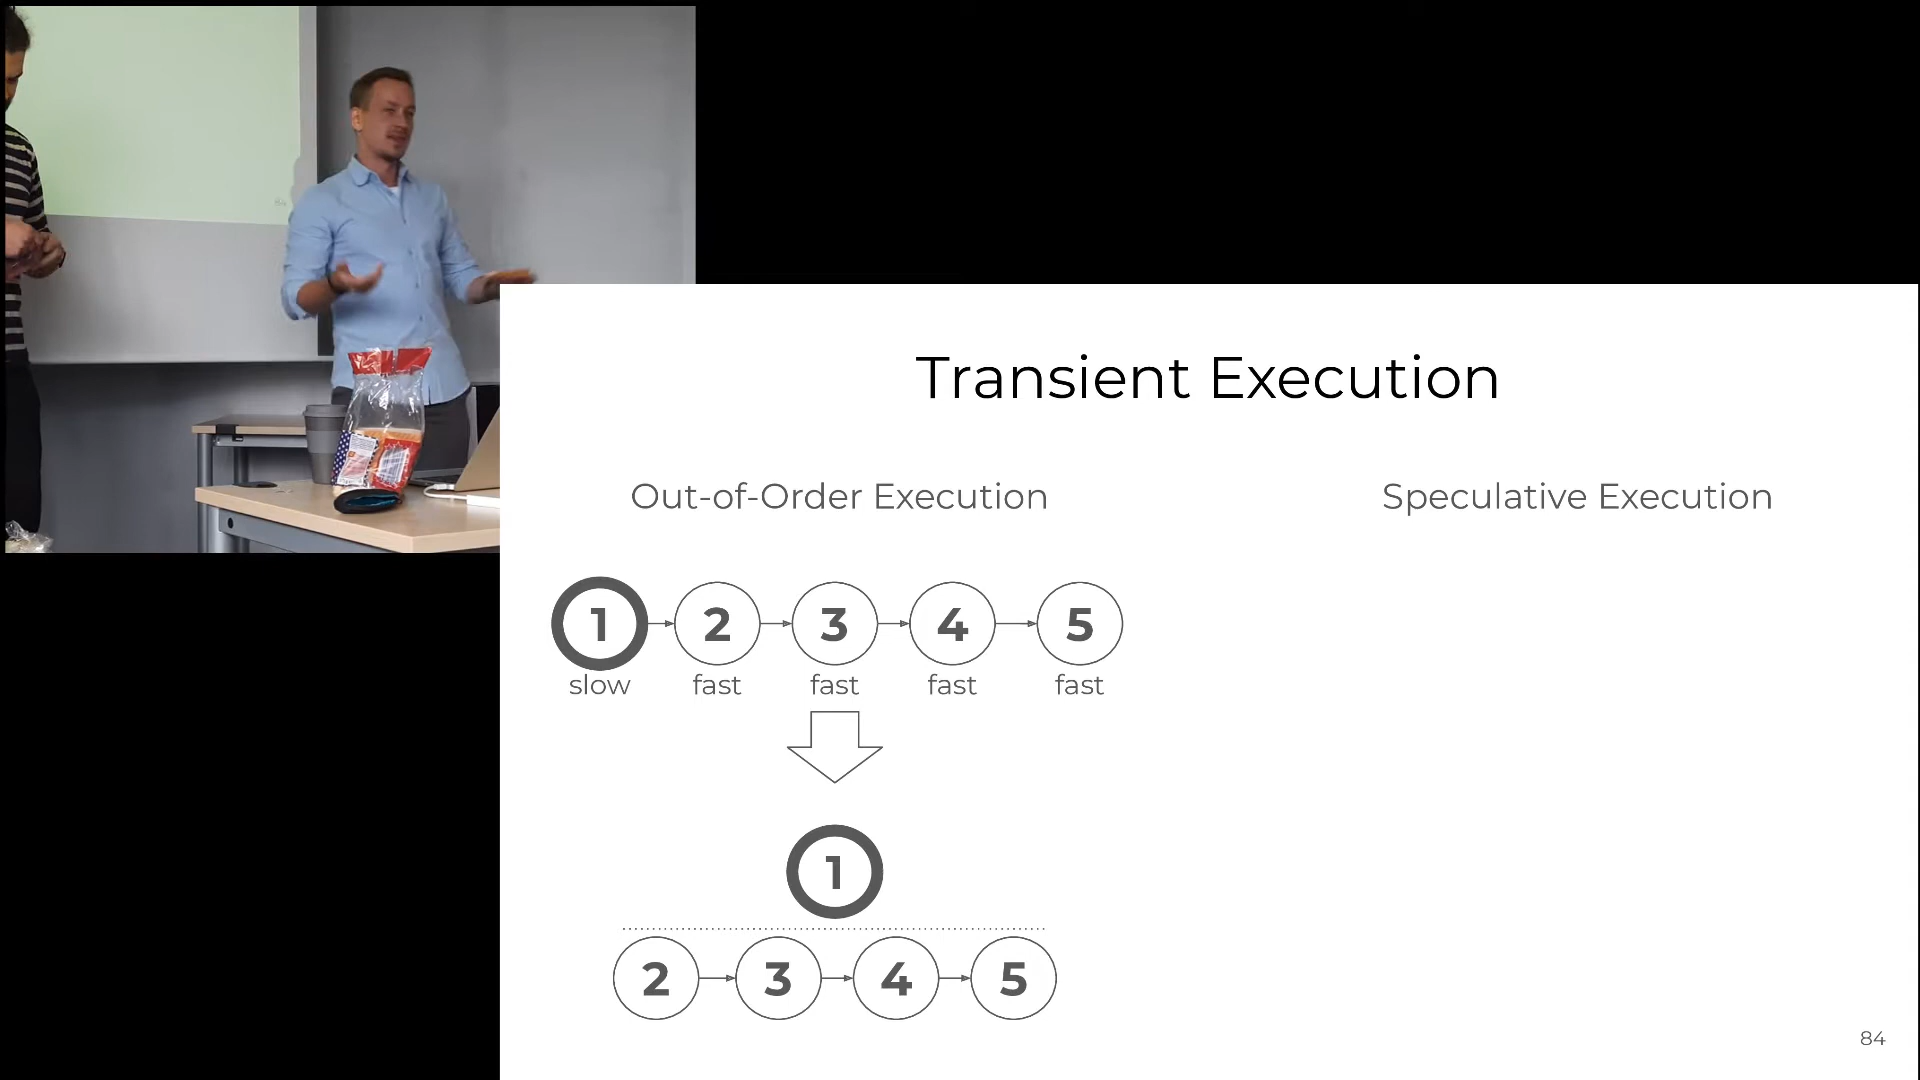 Transient Execution
Out-of-Order Execution
Speculative Execution
1 2 3 4 5
slow fast fast fast fast
1
2 3 4 5
84